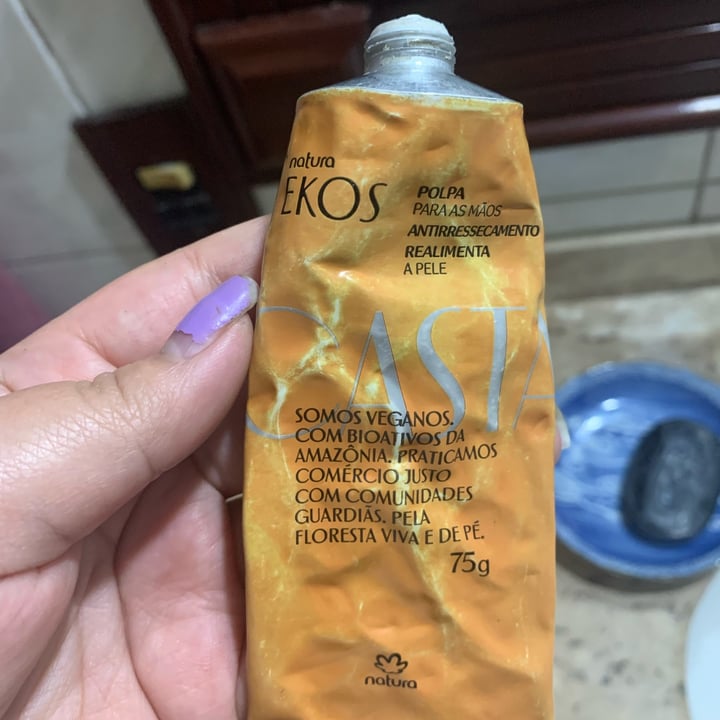 natura
EKOS
POLPA
PARA AS MÃOS
ANTIRRESSECAMENTO
REALIMENTA
A PELE
CASTA
SOMOS VEGANOS.
COM BIOATIVOS DA
AMAZÔNIA. PRATICAMOS
COMÉRCIO JUSTO
COM COMUNIDADES
GUARDIÃS. PELA
FLORESTA VIVA E DE PÉ.
75g
natura